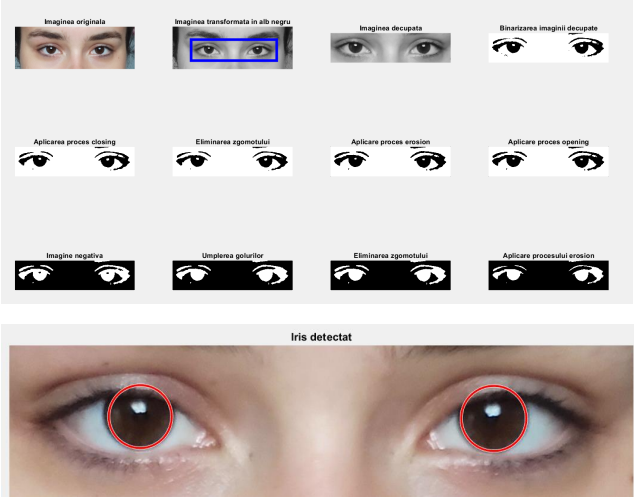 Imaginea originala
Imaginea transformata in alb negru
Imaginea decupata
Binarizarea imaginii decupate
Aplicarea proces closing
Eliminarea zgomotului
Aplicare proces erosion
Aplicare proces opening
Imagine negativa
Umplerea golurilor
Eliminarea zgomotului
Aplicare procesului erosion
Iris detectat